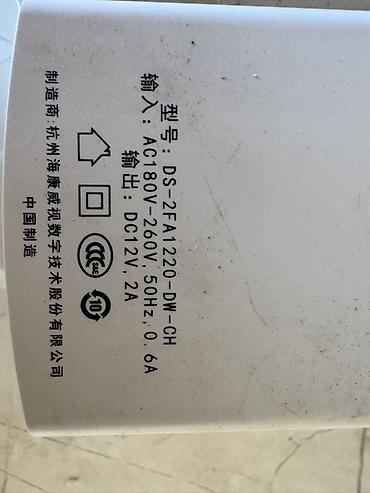 型号: DS-2FA1220-DW-CH
输入: AC180V-260V,50Hz,0.6A
输出: DC12V,2A
CCC
S&E
10
制造商:杭州海康威视数字技术股份有限公司
中国制造